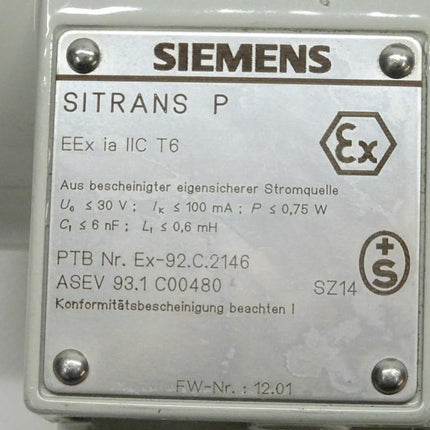 SIEMENS
SITRANS P
EEx ia IIC T6
Ex
Aus bescheinigter eigensicherer Stromquelle
Uₒ ≤ 30 V ; Iₖ ≤ 100 mA ; P ≤ 0,75 W
Cᵢ ≤ 6 nF ; Lᵢ ≤ 0,6 mH
PTB Nr. Ex-92.C.2146
ASEV 93.1 C00480 SZ14
+S
Konformitätsbescheinigung beachten !
FW-Nr. : 12.01